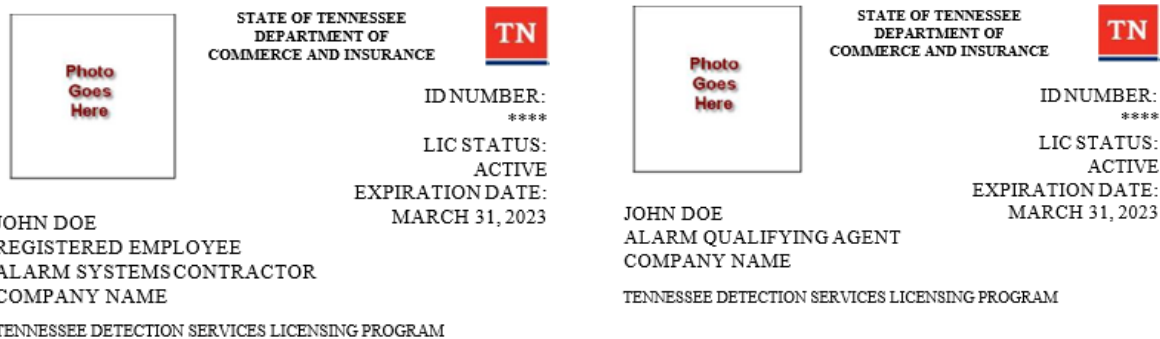 STATE OF TENNESSEE
DEPARTMENT OF
COMMERCE AND INSURANCE
TN
Photo
Goes
Here
ID NUMBER:
****
LIC STATUS:
ACTIVE
EXPIRATION DATE:
MARCH 31, 2023
JOHN DOE
REGISTERED EMPLOYEE
ALARM SYSTEMS CONTRACTOR
COMPANY NAME
TENNESSEE DETECTION SERVICES LICENSING PROGRAM
STATE OF TENNESSEE
DEPARTMENT OF
COMMERCE AND INSURANCE
TN
Photo
Goes
Here
ID NUMBER:
****
LIC STATUS:
ACTIVE
EXPIRATION DATE:
MARCH 31, 2023
JOHN DOE
ALARM QUALIFYING AGENT
COMPANY NAME
TENNESSEE DETECTION SERVICES LICENSING PROGRAM